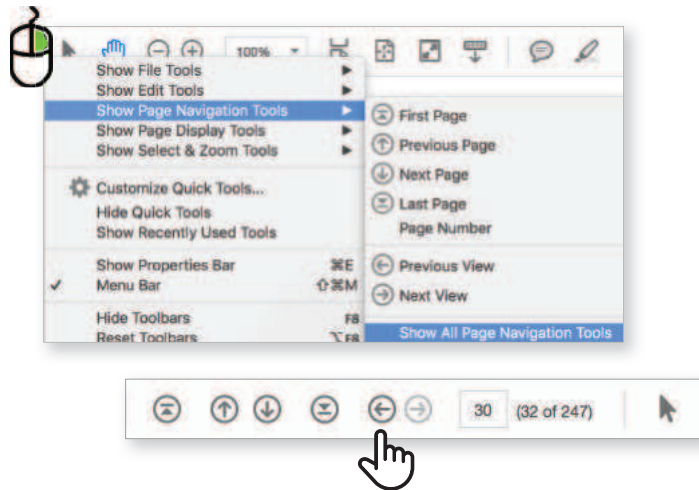 100%
Show File Tools
Show Edit Tools
Show Page Navigation Tools
Show Page Display Tools
Show Select & Zoom Tools
Customize Quick Tools...
Hide Quick Tools
Show Recently Used Tools
Show Properties Bar ⌘E
Menu Bar ⇧⌘M
Hide Toolbars F8
Reset Toolbars ⌥F8
First Page
Previous Page
Next Page
Last Page
Page Number
Previous View
Next View
Show All Page Navigation Tools
30 (32 of 247)